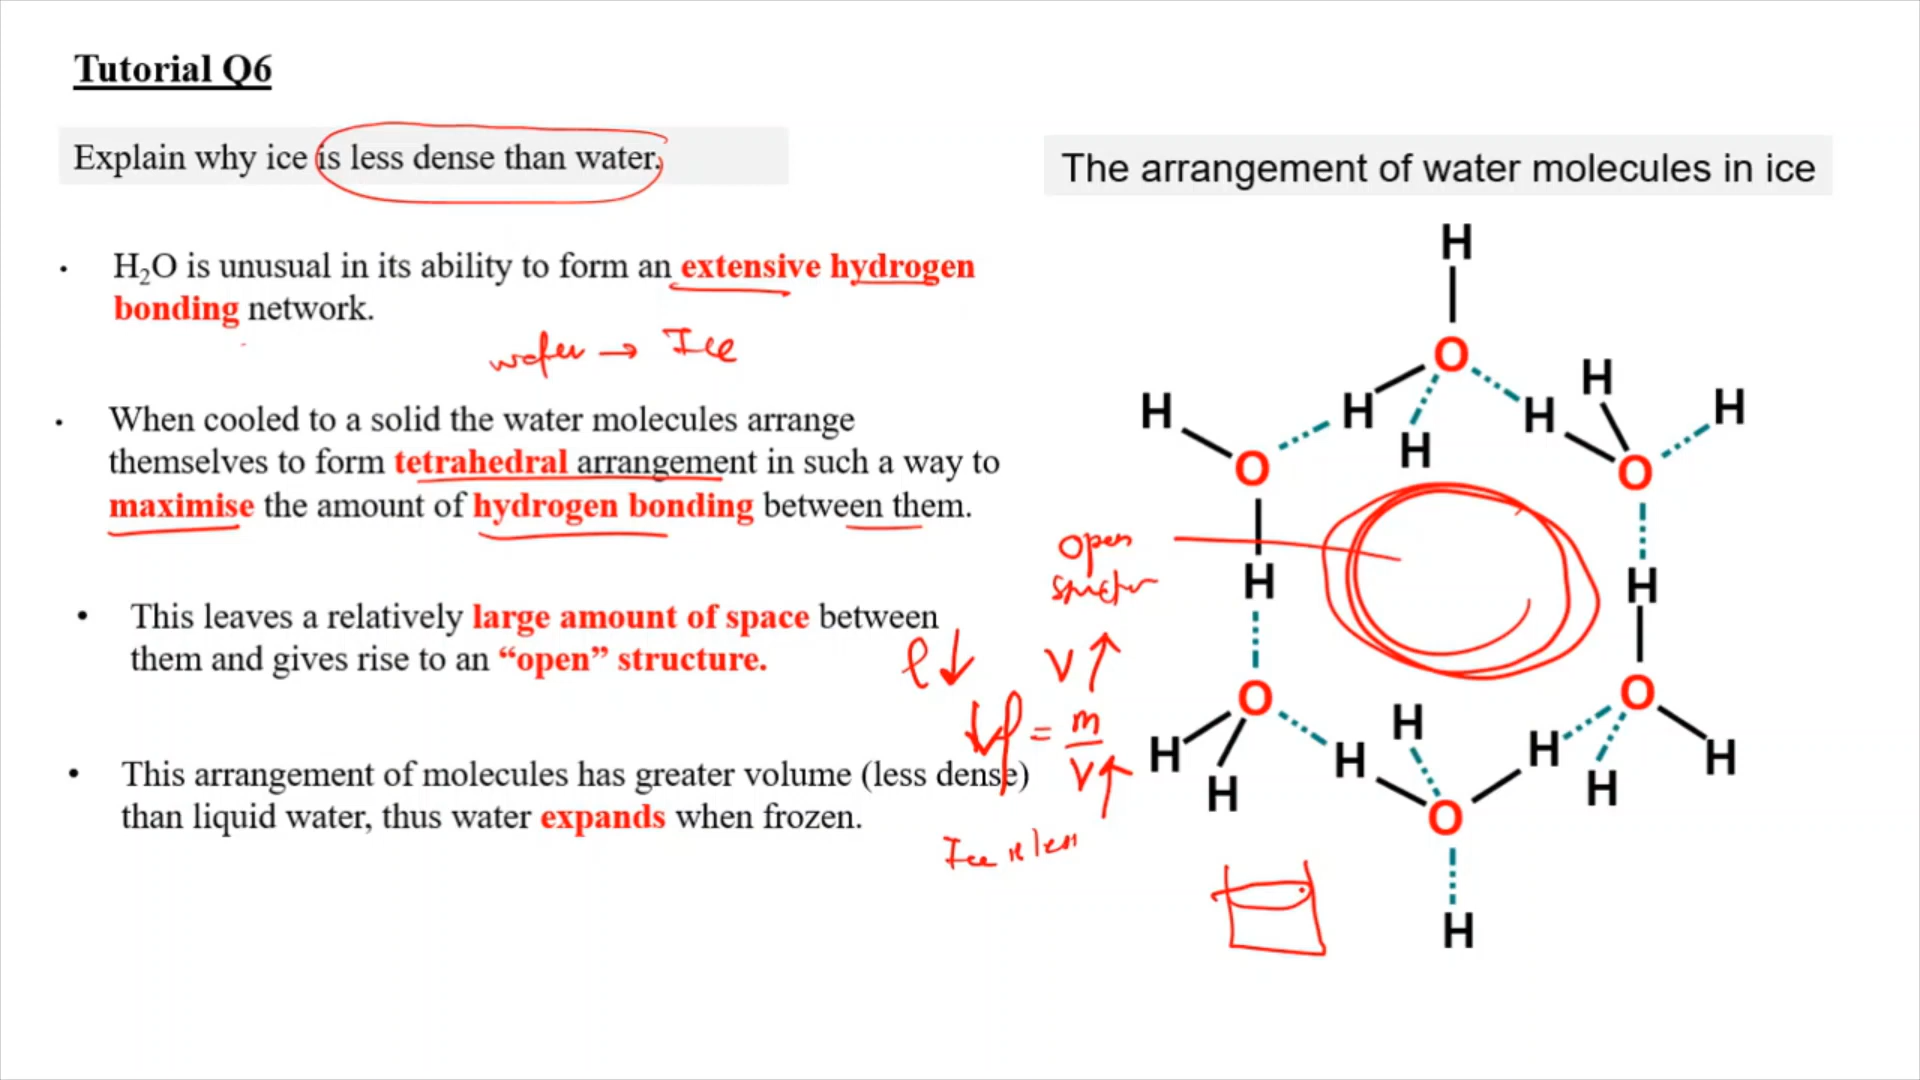 Tutorial Q6
Explain why ice is less dense than water.
The arrangement of water molecules in ice
• H₂O is unusual in its ability to form an extensive hydrogen
bonding network.
water → Ice
• When cooled to a solid the water molecules arrange
themselves to form tetrahedral arrangement in such a way to
maximise the amount of hydrogen bonding between them.
• This leaves a relatively large amount of space between
them and gives rise to an “open” structure.
• This arrangement of molecules has greater volume (less dense)
than liquid water, thus water expands when frozen.
open
ρ↓
V↑
↓ρ = m
V↑
Ice is less
H
O
H
H
H
H
H
H
O
H
O
H
H
O
H
O
H
H
H
H
H
H
H
O
H